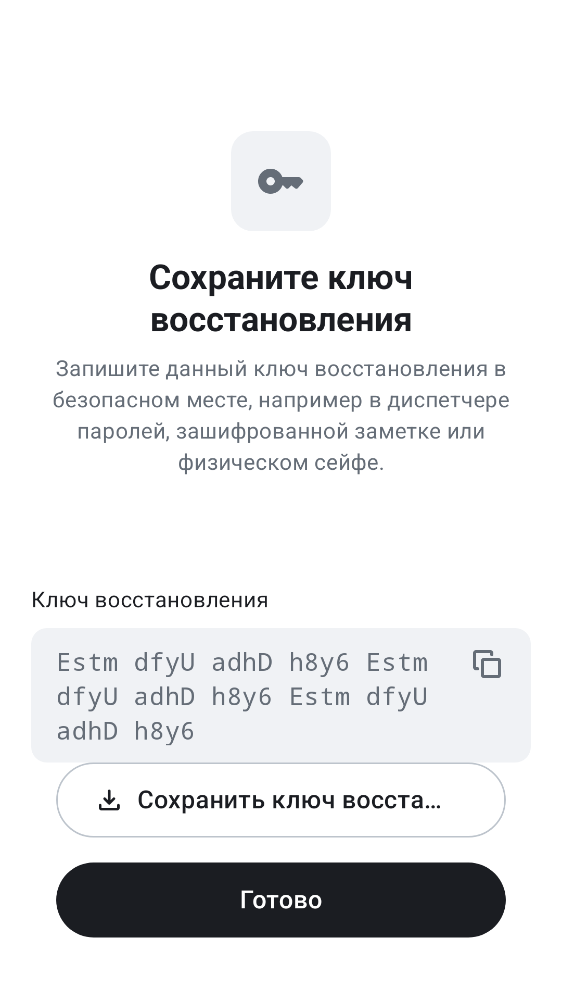 Сохраните ключ
восстановления
Запишите данный ключ восстановления в
безопасном месте, например в диспетчере
паролей, зашифрованной заметке или
физическом сейфе.
Ключ восстановления
Estm dfyU adhD h8y6 Estm
dfyU adhD h8y6 Estm dfyU
adhD h8y6
Сохранить ключ восста…
Готово